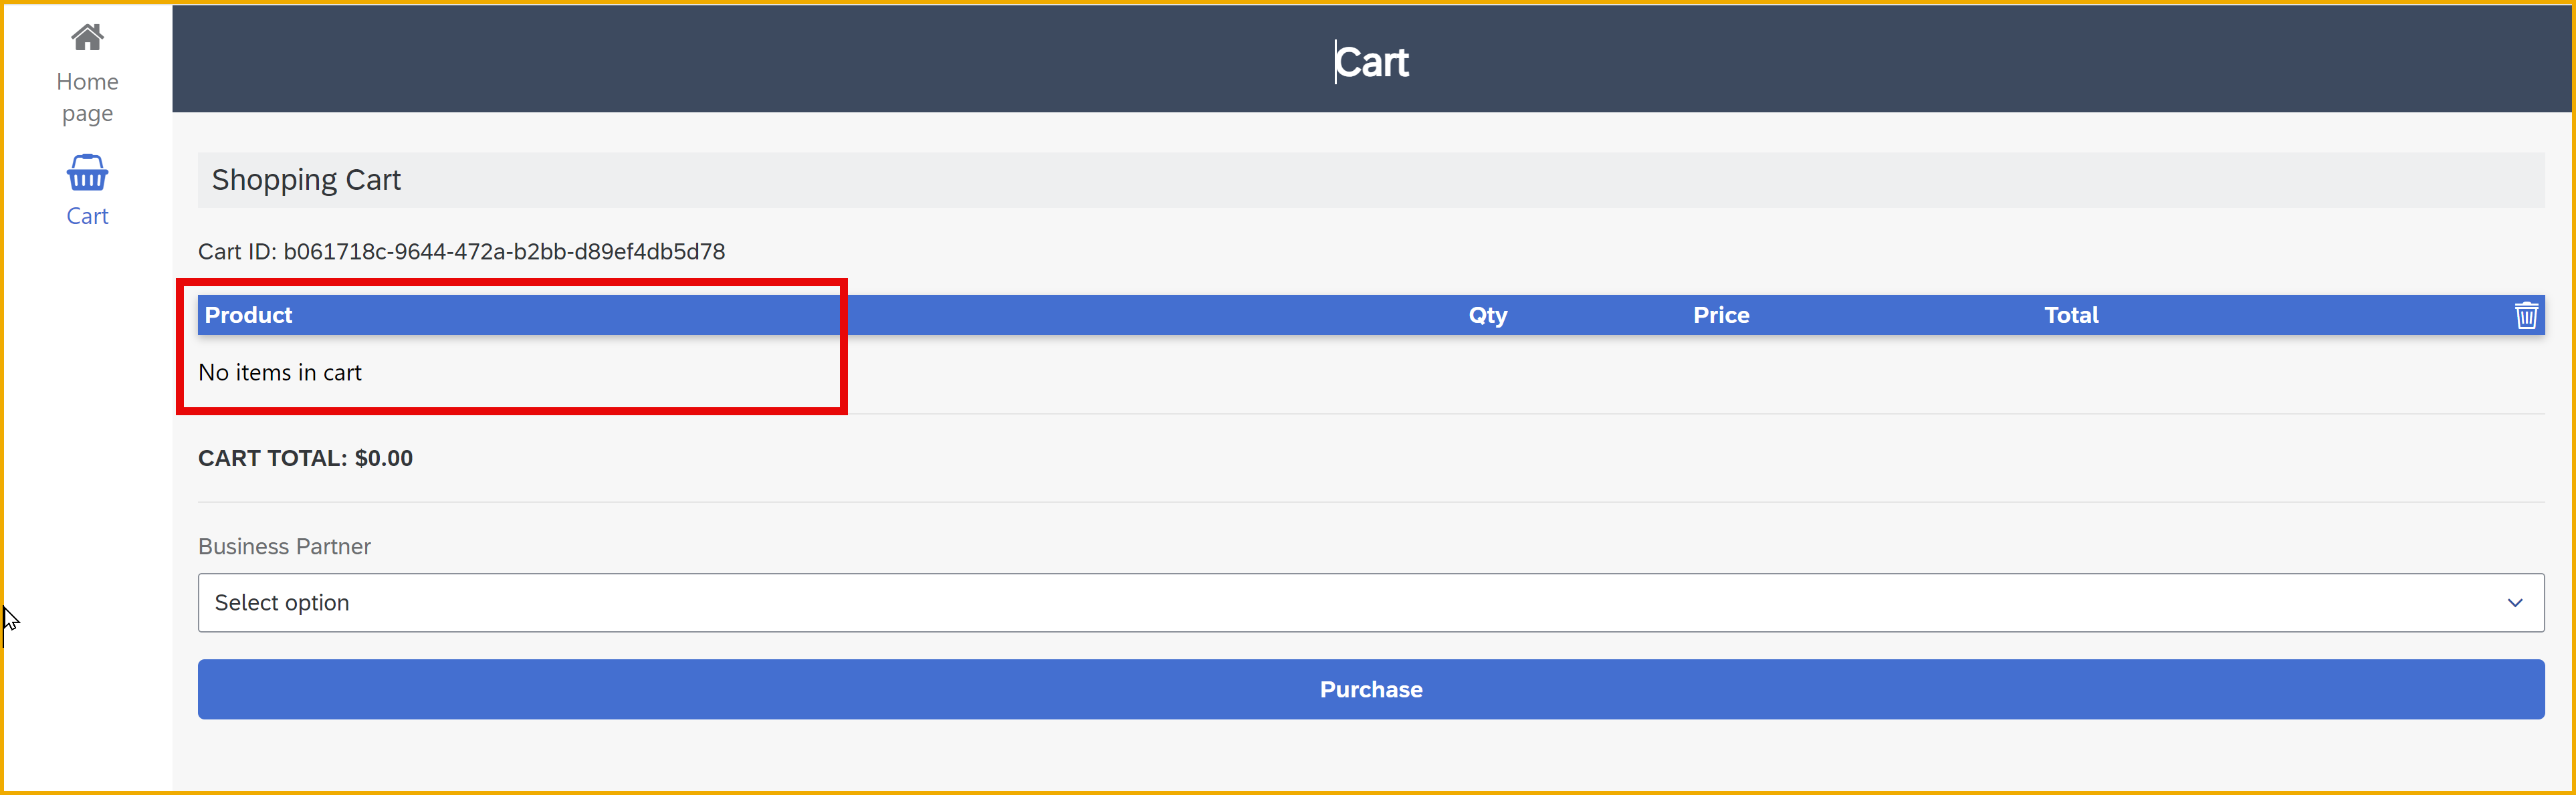 Home
page
Cart
Cart
Shopping Cart
Cart ID: b061718c-9644-472a-b2bb-d89ef4db5d78
Product Qty Price Total
No items in cart
CART TOTAL: $0.00
Business Partner
Select option
Purchase